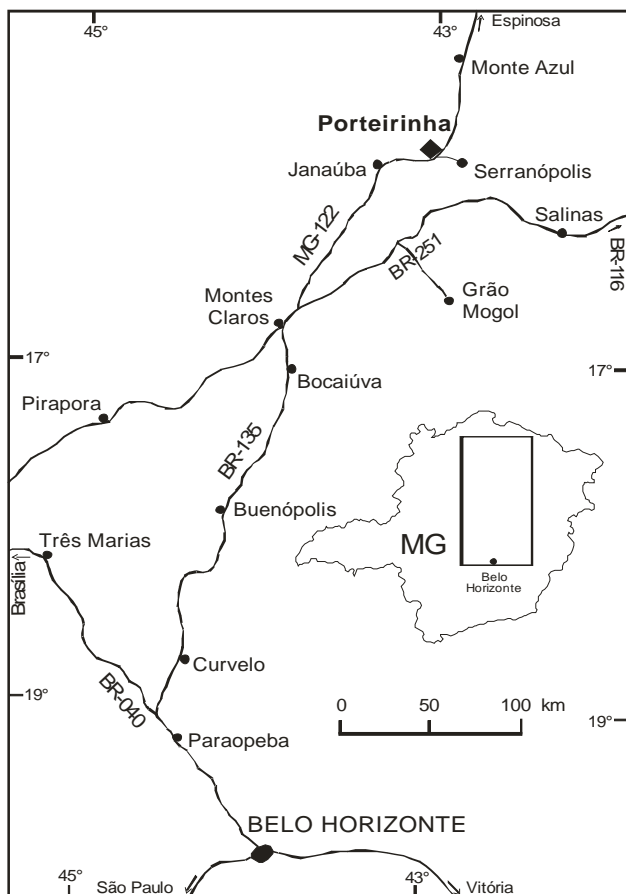 45°
43°
Espinosa
Monte Azul
Porteirinha
Janaúba
Serranópolis
MG-122
Salinas
BR-251
BR-116
Montes
Claros
Grão
Mogol
17°
17°
Bocaiúva
Pirapora
BR-135
Buenópolis
Três Marias
MG
Belo
Horizonte
Brasília
Curvelo
19°
0 50 100 km
BR-040
19°
Paraopeba
BELO HORIZONTE
45°
São Paulo
43°
Vitória